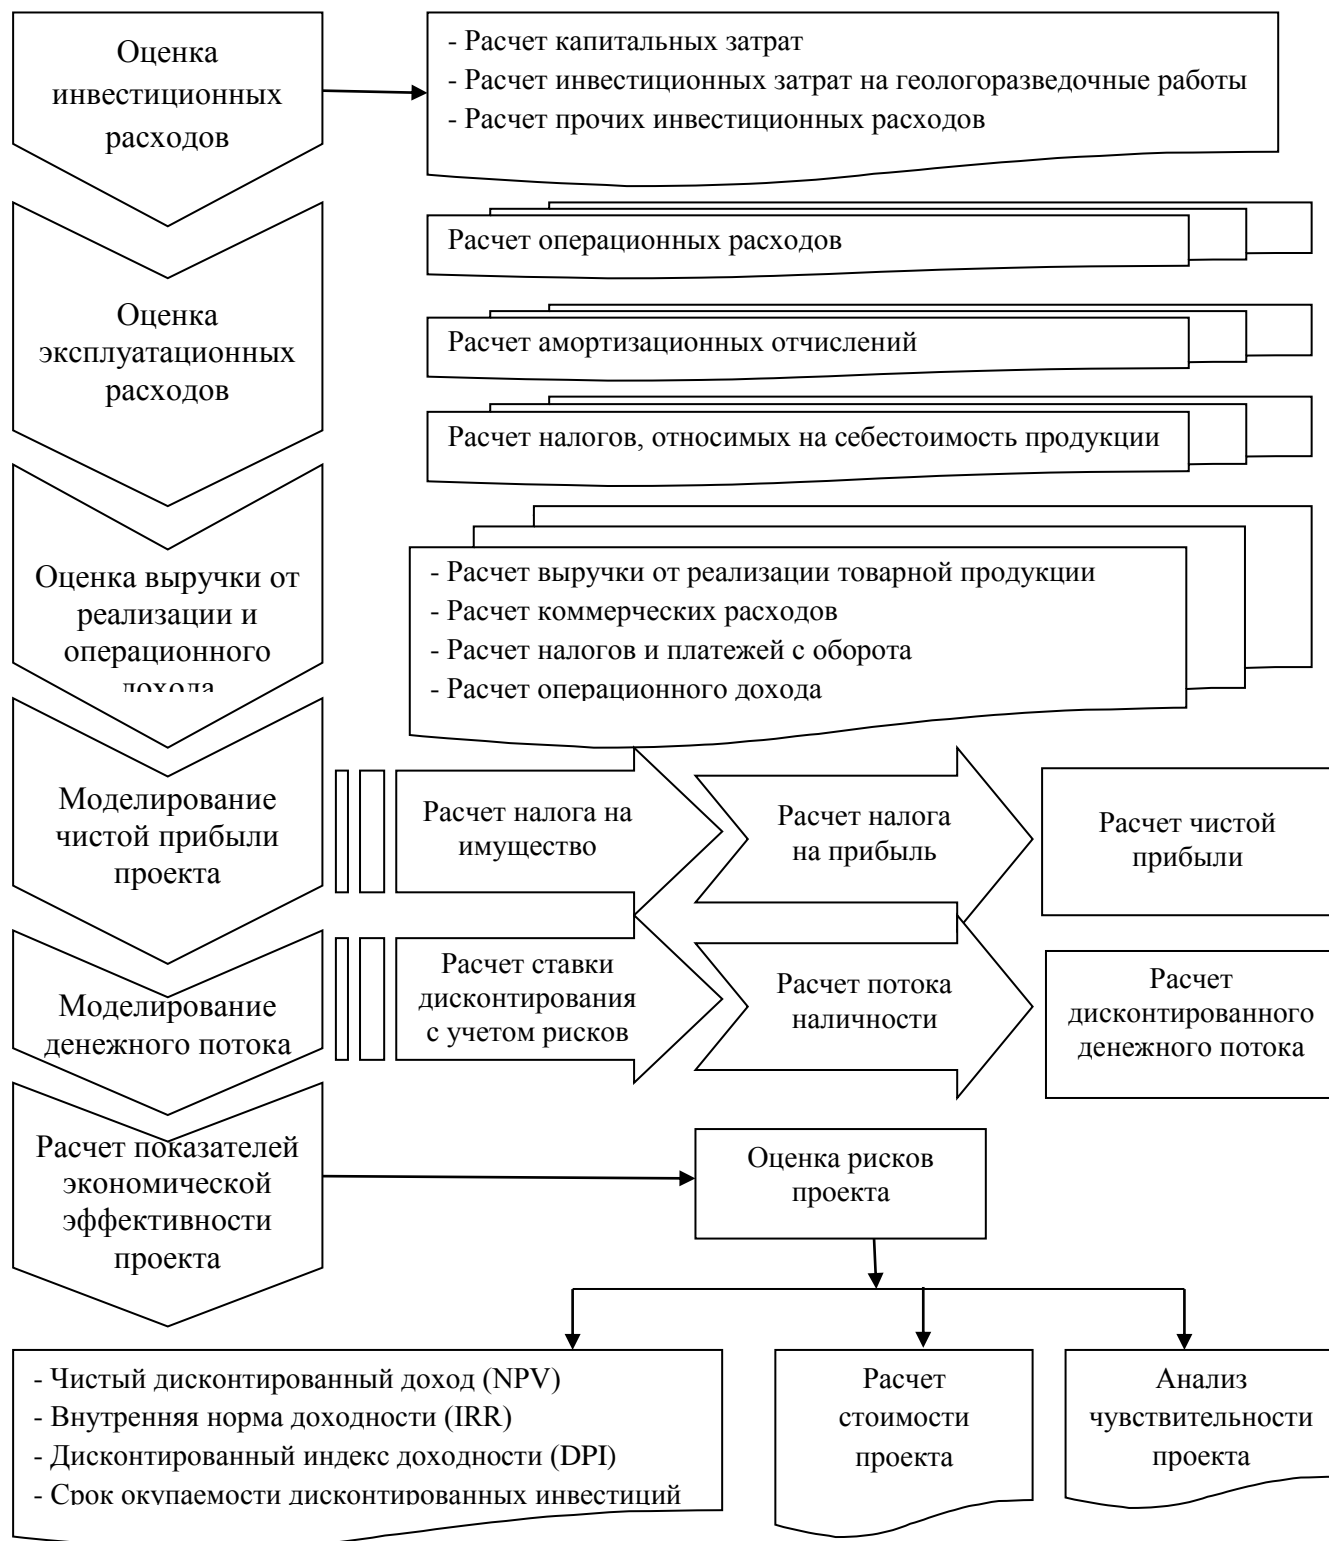 Оценка
инвестиционных
расходов
- Расчет капитальных затрат
- Расчет инвестиционных затрат на геологоразведочные работы
- Расчет прочих инвестиционных расходов
Оценка
эксплуатационных
расходов
Расчет операционных расходов
Расчет амортизационных отчислений
Расчет налогов, относимых на себестоимость продукции
Оценка выручки от
реализации и
операционного
дохода
- Расчет выручки от реализации товарной продукции
- Расчет коммерческих расходов
- Расчет налогов и платежей с оборота
- Расчет операционного дохода
Моделирование
чистой прибыли
проекта
Расчет налога на
имущество
Расчет налога
на прибыль
Расчет чистой
прибыли
Моделирование
денежного потока
Расчет ставки
дисконтирования
с учетом рисков
Расчет потока
наличности
Расчет
дисконтированного
денежного потока
Расчет показателей
экономической
эффективности
проекта
Оценка рисков
проекта
- Чистый дисконтированный доход (NPV)
- Внутренняя норма доходности (IRR)
- Дисконтированный индекс доходности (DPI)
- Срок окупаемости дисконтированных инвестиций
Расчет
стоимости
проекта
Анализ
чувствительности
проекта